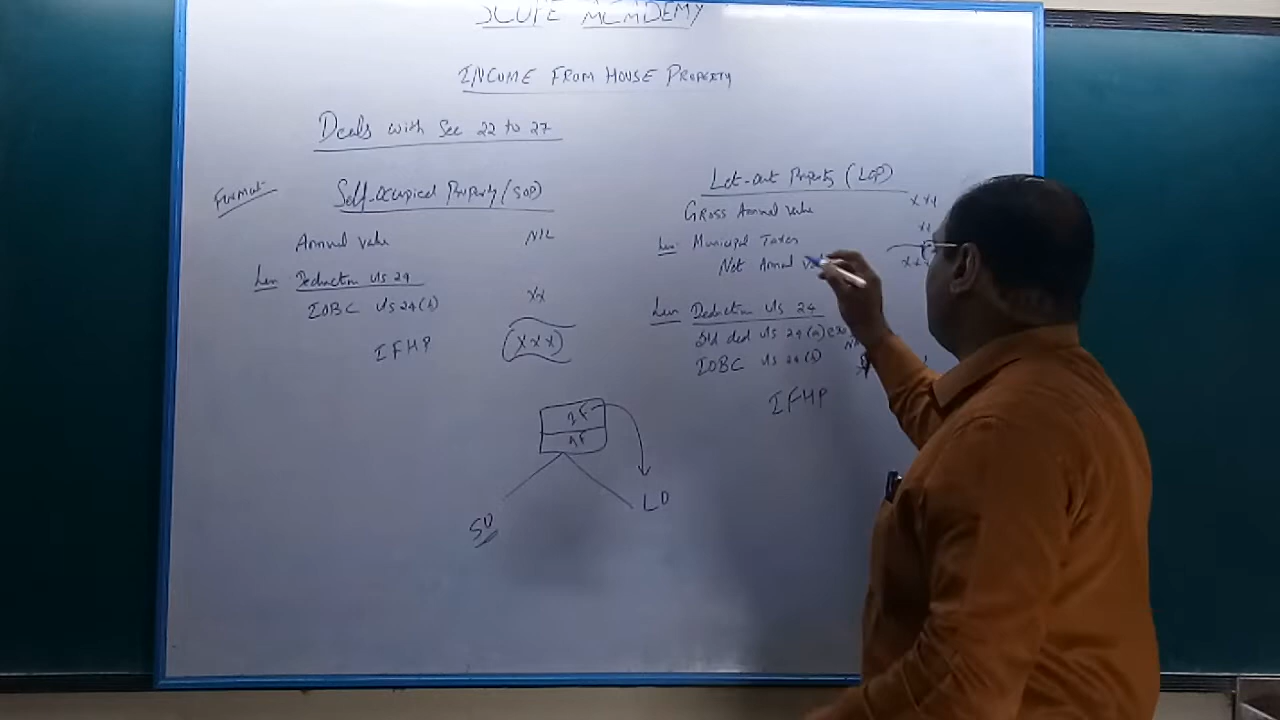 INCOME FROM HOUSE PROPERTY
Deals with Sec 22 to 27
Format
Self-occupied Property (SOP)
Annual value NIL
Less: Deduction U/s 24
IOBC U/s 24(b) xx
IFHP xxx
Let-out Property (LOP)
GROSS Annual value xxx
Less: Municipal Taxes xx
Net Annual
Less: Deduction U/s 24
Std ded U/s 24(a)
IOBC U/s 24(b)
IFHP
SO
LO